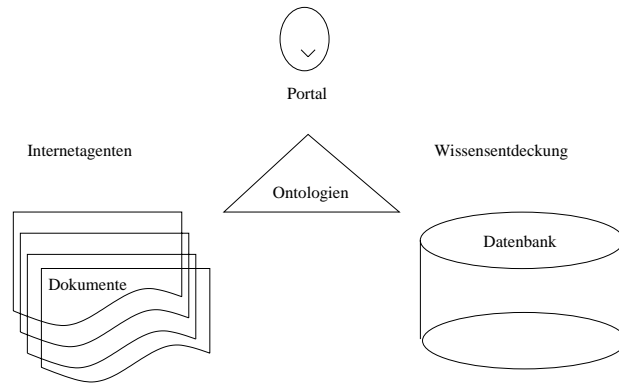 Portal
Internetagenten
Wissensentdeckung
Ontologien
Datenbank
Dokumente